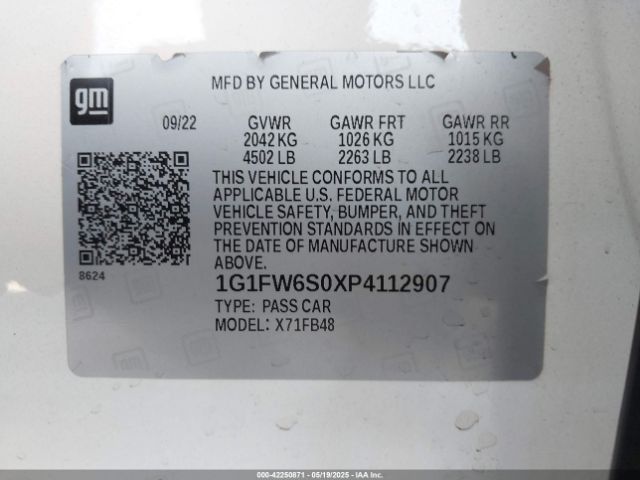 gm
MFD BY GENERAL MOTORS LLC
09/22 GVWR GAWR FRT GAWR RR
2042 KG 1026 KG 1015 KG
4502 LB 2263 LB 2238 LB
THIS VEHICLE CONFORMS TO ALL
APPLICABLE U.S. FEDERAL MOTOR
VEHICLE SAFETY, BUMPER, AND THEFT
PREVENTION STANDARDS IN EFFECT ON
THE DATE OF MANUFACTURE SHOWN
ABOVE.
8624
1G1FW6S0XP4112907
TYPE: PASS CAR
MODEL: X71FB48
000-42250871 - 05/19/2025 - IAAI.COM